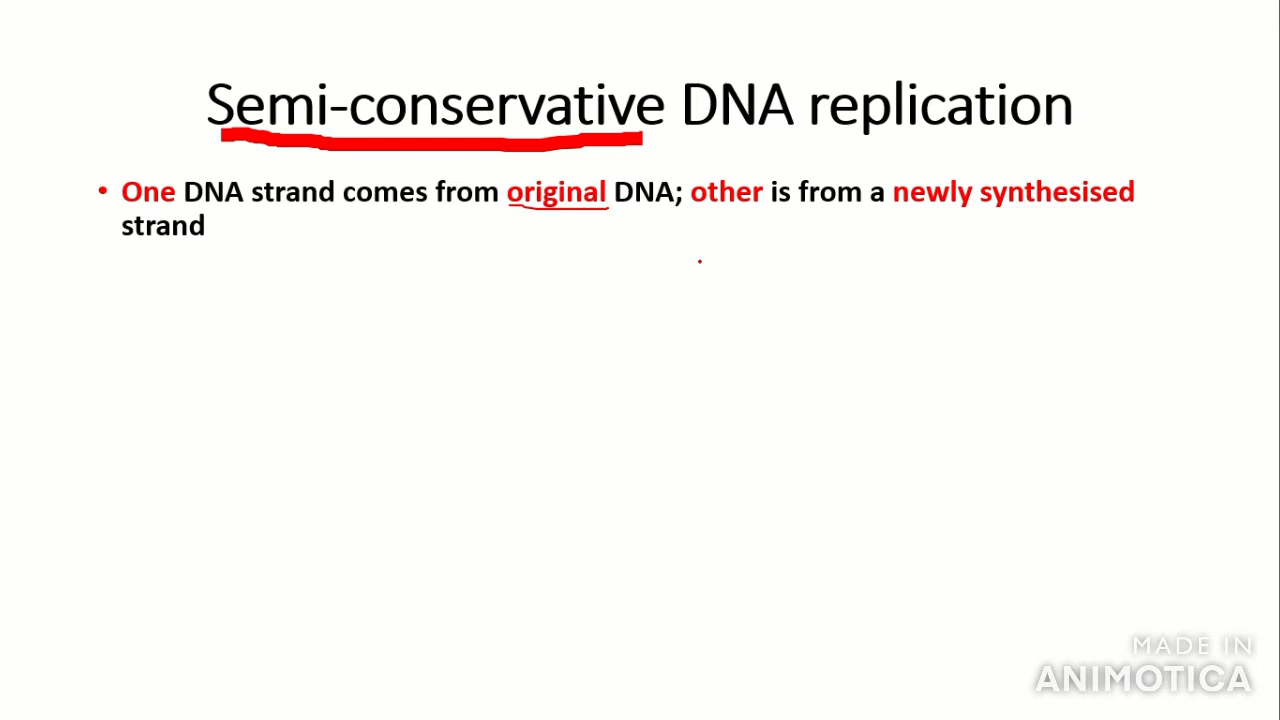 Semi-conservative DNA replication
• One DNA strand comes from original DNA; other is from a newly synthesised
strand
MADE IN
ANIMOTICA